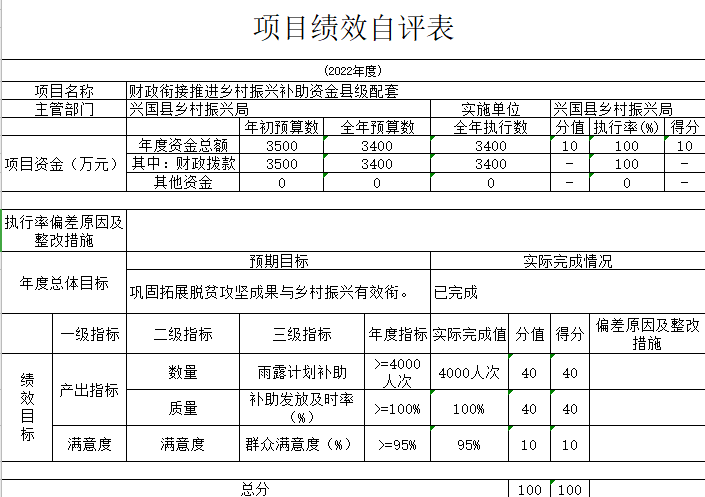 项目绩效自评表
(2022年度)
项目名称 财政衔接推进乡村振兴补助资金县级配套
主管部门 兴国县乡村振兴局 实施单位 兴国县乡村振兴局
项目资金（万元） 年初预算数 全年预算数 全年执行数 分值 执行率(%) 得分
年度资金总额 3500 3400 3400 10 100 10
其中：财政拨款 3500 3400 3400 - 100 -
其他资金 0 0 0 - 0 -
执行率偏差原因及
整改措施
年度总体目标 预期目标 实际完成情况
巩固拓展脱贫攻坚成果与乡村振兴有效衔。 已完成
绩效目标 一级指标 二级指标 三级指标 年度指标 实际完成值 分值 得分 偏差原因及整改
措施
产出指标 数量 雨露计划补助 >=4000
人次 4000人次 40 40
质量 补助发放及时率
（%） >=100% 100% 40 40
满意度 满意度 群众满意度（%） >=95% 95% 10 10
总分 100 100